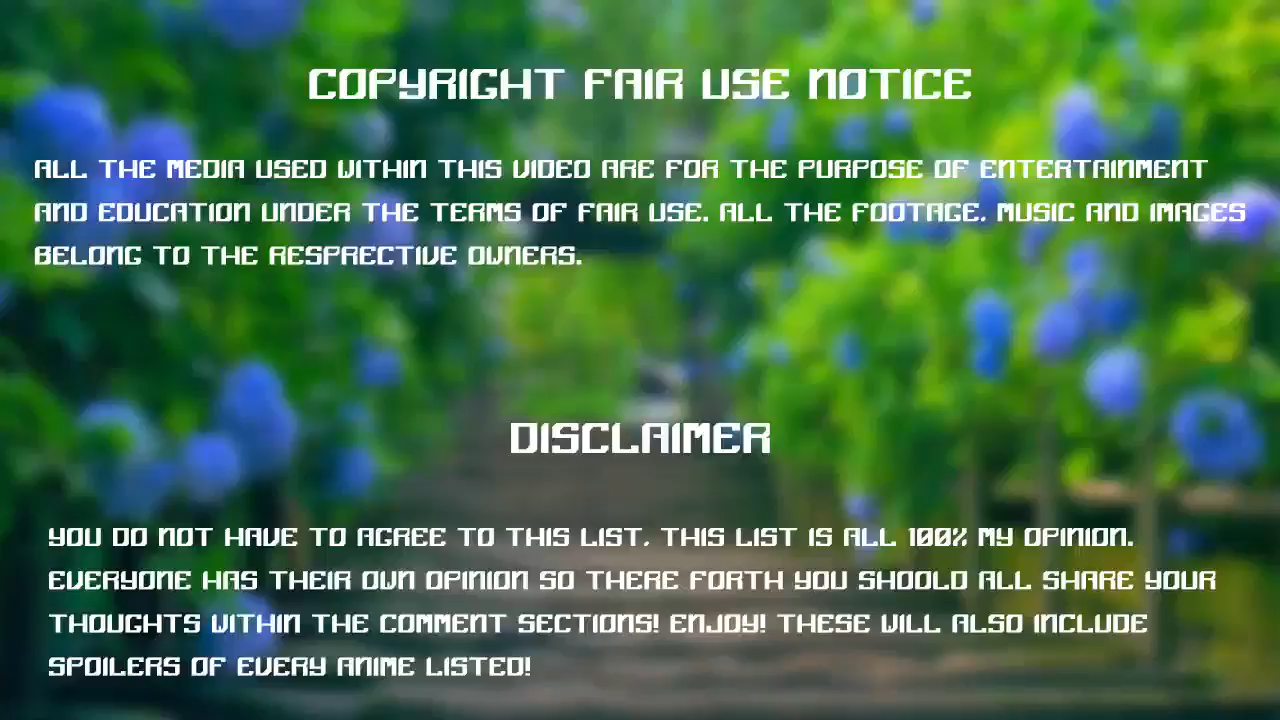 COPYRIGHT FAIR USE NOTICE
ALL THE MEDIA USED WITHIN THIS VIDEO ARE FOR THE PURPOSE OF ENTERTAINMENT
AND EDUCATION UNDER THE TERMS OF FAIR USE. ALL THE FOOTAGE, MUSIC AND IMAGES
BELONG TO THE RESPRECTIVE OWNERS.
DISCLAIMER
YOU DO NOT HAVE TO AGREE TO THIS LIST, THIS LIST IS ALL 100% MY OPINION.
EVERYONE HAS THEIR OWN OPINION SO THERE FORTH YOU SHOOLD ALL SHARE YOUR
THOUGHTS WITHIN THE COMMENT SECTIONS! ENJOY! THESE WILL ALSO INCLUDE
SPOILERS OF EVERY ANIME LISTED!